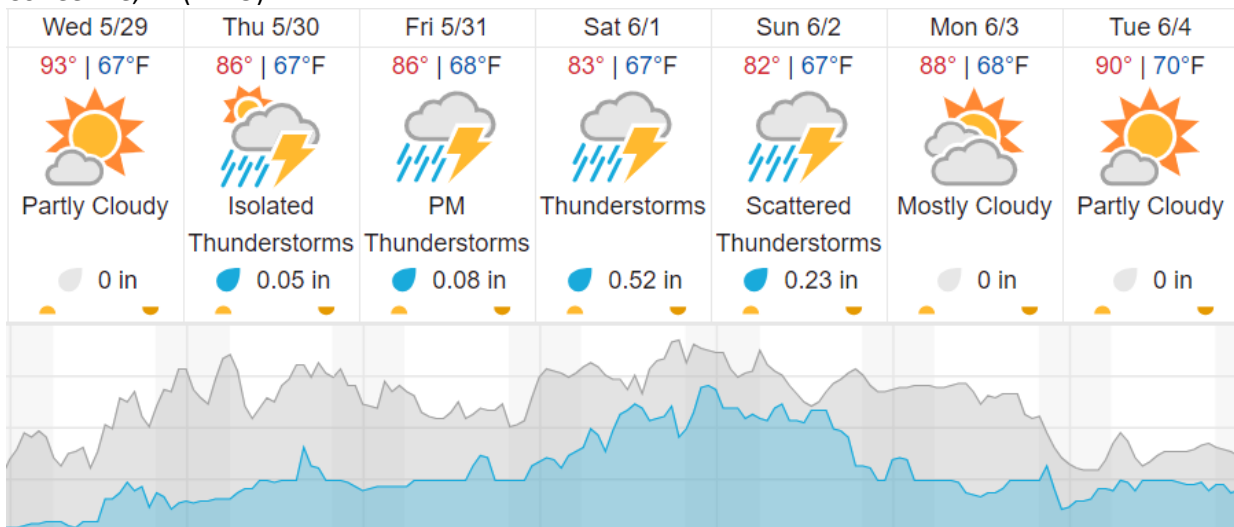 Wed 5/29 Thu 5/30 Fri 5/31 Sat 6/1 Sun 6/2 Mon 6/3 Tue 6/4
93° | 67°F 86° | 67°F 86° | 68°F 83° | 67°F 82° | 67°F 88° | 68°F 90° | 70°F
Partly Cloudy Isolated PM Thunderstorms Scattered Mostly Cloudy Partly Cloudy
Thunderstorms Thunderstorms Thunderstorms
0 in 0.05 in 0.08 in 0.52 in 0.23 in 0 in 0 in